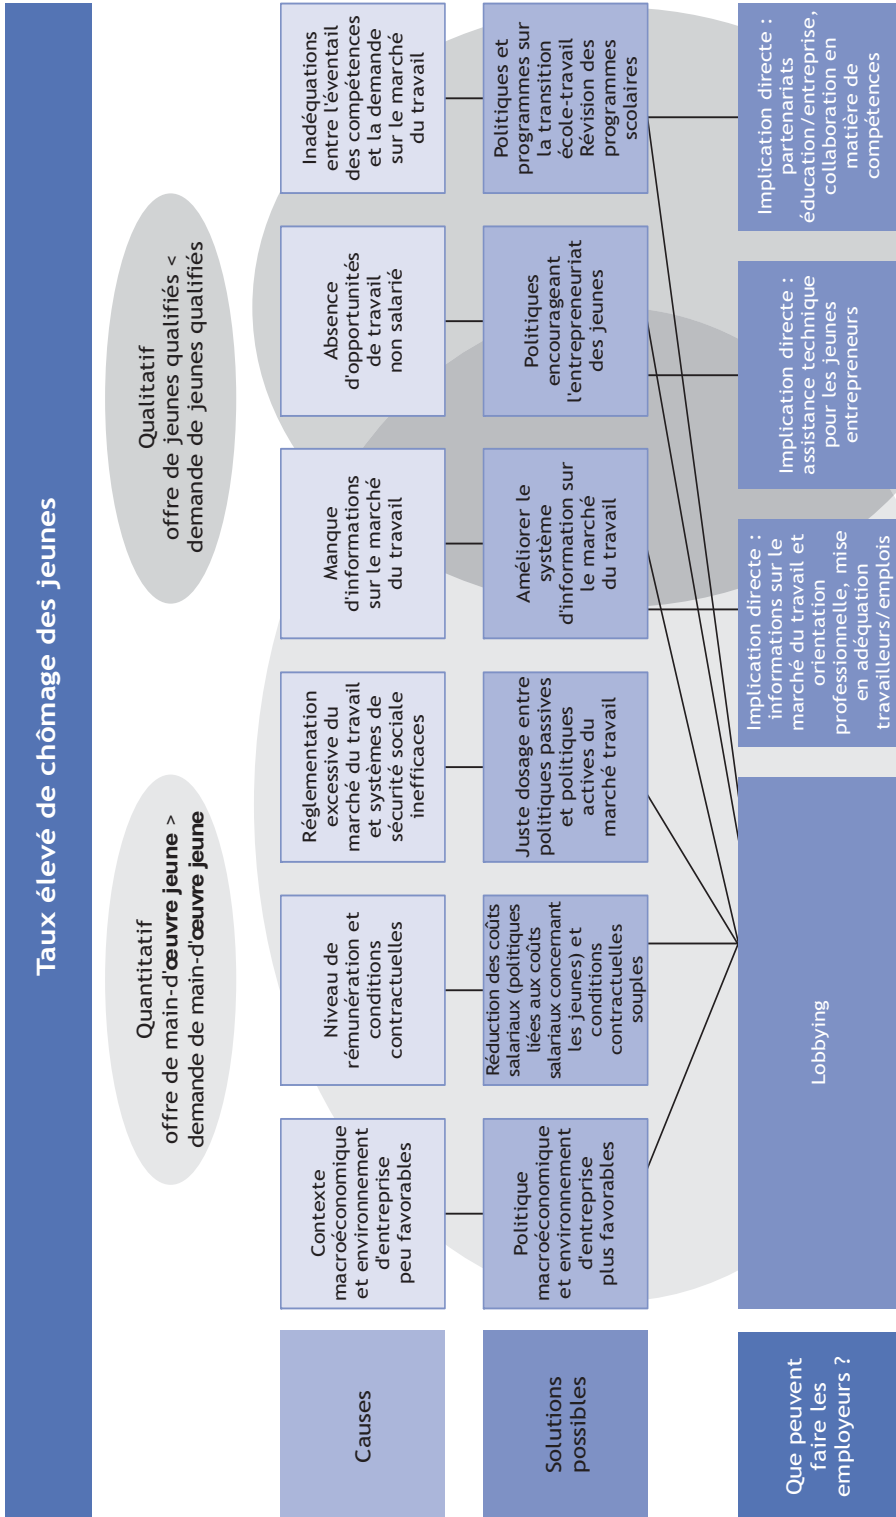 Taux élevé de chômage des jeunes
Quantitatif
offre de main-d'œuvre jeune >
demande de main-d'œuvre jeune
Qualitatif
offre de jeunes qualifiés <
demande de jeunes qualifiés
Causes
Contexte
macroéconomique
et environnement
d'entreprise
peu favorables
Niveau de
rémunération et
conditions
contractuelles
Réglementation
excessive du
marché du travail
et systèmes de
sécurité sociale
inefficaces
Manque
d'informations
sur le marché
du travail
Absence
d'opportunités
de travail
non salarié
Inadéquations
entre l'éventail
des compétences
et la demande
sur le marché
du travail
Solutions
possibles
Politique
macroéconomique
et environnement
d'entreprise
plus favorables
Réduction des coûts
salariaux (politiques
liées aux coûts
salariaux concernant
les jeunes) et
conditions
contractuelles
souples
Juste dosage entre
politiques passives
et politiques
actives du
marché travail
Améliorer le
système
d'information sur
le marché
du travail
Politiques
encourageant
l'entrepreneuriat
des jeunes
Politiques et
programmes sur
la transition
école-travail
Révision des
programmes
scolaires
Que peuvent
faire les
employeurs ?
Lobbying
Implication directe :
informations sur le
marché du travail et
orientation
professionnelle, mise
en adéquation
travailleurs/emplois
Implication directe :
assistance technique
pour les jeunes
entrepreneurs
Implication directe :
partenariats
éducation/entreprise,
collaboration en
matière de
compétences